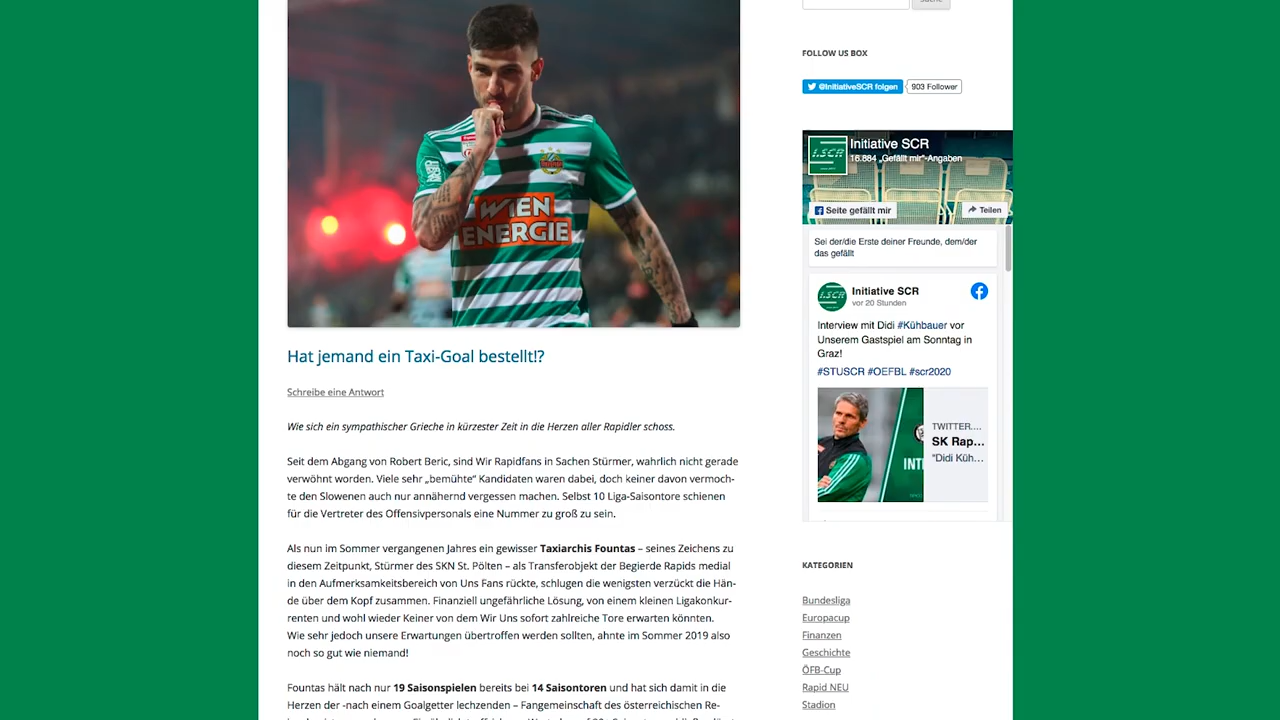 WIEN
ENERGIE
Hat jemand ein Taxi-Goal bestellt!?
Schreibe eine Antwort
Wie sich ein sympathischer Grieche in kürzester Zeit in die Herzen aller Rapidler schoss.
Seit dem Abgang von Robert Beric, sind Wir Rapidfans in Sachen Stürmer, wahrlich nicht gerade
verwöhnt worden. Viele sehr „bemühte“ Kandidaten waren dabei, doch keiner davon vermoch-
te den Slowenen auch nur annähernd vergessen machen. Selbst 10 Liga-Saisontore schienen
für die Vertreter des Offensivpersonals eine Nummer zu groß zu sein.
Als nun im Sommer vergangenen Jahres ein gewisser Taxiarchis Fountas – seines Zeichens zu
diesem Zeitpunkt, Stürmer des SKN St. Pölten – als Transferobjekt der Begierde Rapids medial
in den Aufmerksamkeitsbereich von Uns Fans rückte, schlugen die wenigsten verzückt die Hän-
de über dem Kopf zusammen. Finanziell ungefährliche Lösung, von einem kleinen Ligakonkur-
renten und wohl wieder Keiner von dem Wir Uns sofort zahlreiche Tore erwarten könnten.
Wie sehr jedoch unsere Erwartungen übertroffen werden sollten, ahnte im Sommer 2019 also
noch so gut wie niemand!
Fountas hält nach nur 19 Saisonspielen bereits bei 14 Saisontoren und hat sich damit in die
Herzen der -nach einem Goalgetter lechzenden – Fangemeinschaft des österreichischen Re-
FOLLOW US BOX
@InitiativeSCR folgen
903 Follower
I.SCR
Initiative SCR
16.884 „Gefällt mir“-Angaben
Seite gefällt mir
Teilen
Sei der/die Erste deiner Freunde, dem/der
das gefällt
I.SCR
Initiative SCR
vor 20 Stunden
Interview mit Didi #Kühbauer vor
Unserem Gastspiel am Sonntag in
Graz!
#STUSCR #OEFBL #scr2020
INT
TWITTER....
SK Rap...
"Didi Küh...
KATEGORIEN
Bundesliga
Europacup
Finanzen
Geschichte
ÖFB-Cup
Rapid NEU
Stadion